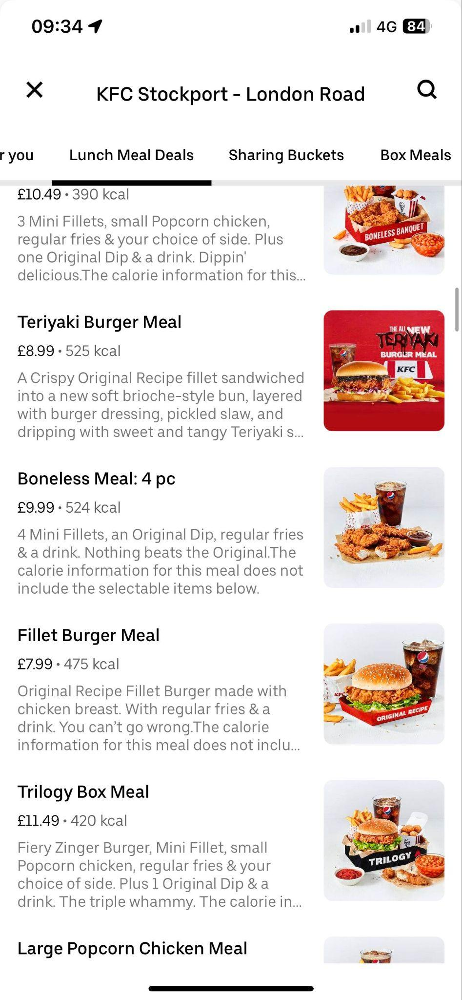 09:34
4G 84
KFC Stockport - London Road
r you Lunch Meal Deals Sharing Buckets Box Meals
£10.49 • 390 kcal
3 Mini Fillets, small Popcorn chicken,
regular fries & your choice of side. Plus
one Original Dip & a drink. Dippin'
delicious.The calorie information for this...
BONELESS BANQUET
Teriyaki Burger Meal
£8.99 • 525 kcal
A Crispy Original Recipe fillet sandwiched
into a new soft brioche-style bun, layered
with burger dressing, pickled slaw, and
dripping with sweet and tangy Teriyaki s...
THE ALL NEW
TERIYAKI
BURGER MEAL
KFC
Boneless Meal: 4 pc
£9.99 • 524 kcal
4 Mini Fillets, an Original Dip, regular fries
& a drink. Nothing beats the Original.The
calorie information for this meal does not
include the selectable items below.
KFC
Fillet Burger Meal
£7.99 • 475 kcal
Original Recipe Fillet Burger made with
chicken breast. With regular fries & a
drink. You can’t go wrong.The calorie
information for this meal does not inclu...
KFC
ORIGINAL RECIPE
Trilogy Box Meal
£11.49 • 420 kcal
Fiery Zinger Burger, Mini Fillet, small
Popcorn chicken, regular fries & your
choice of side. Plus 1 Original Dip & a
drink. The triple whammy. The calorie in...
TRILOGY
Large Popcorn Chicken Meal